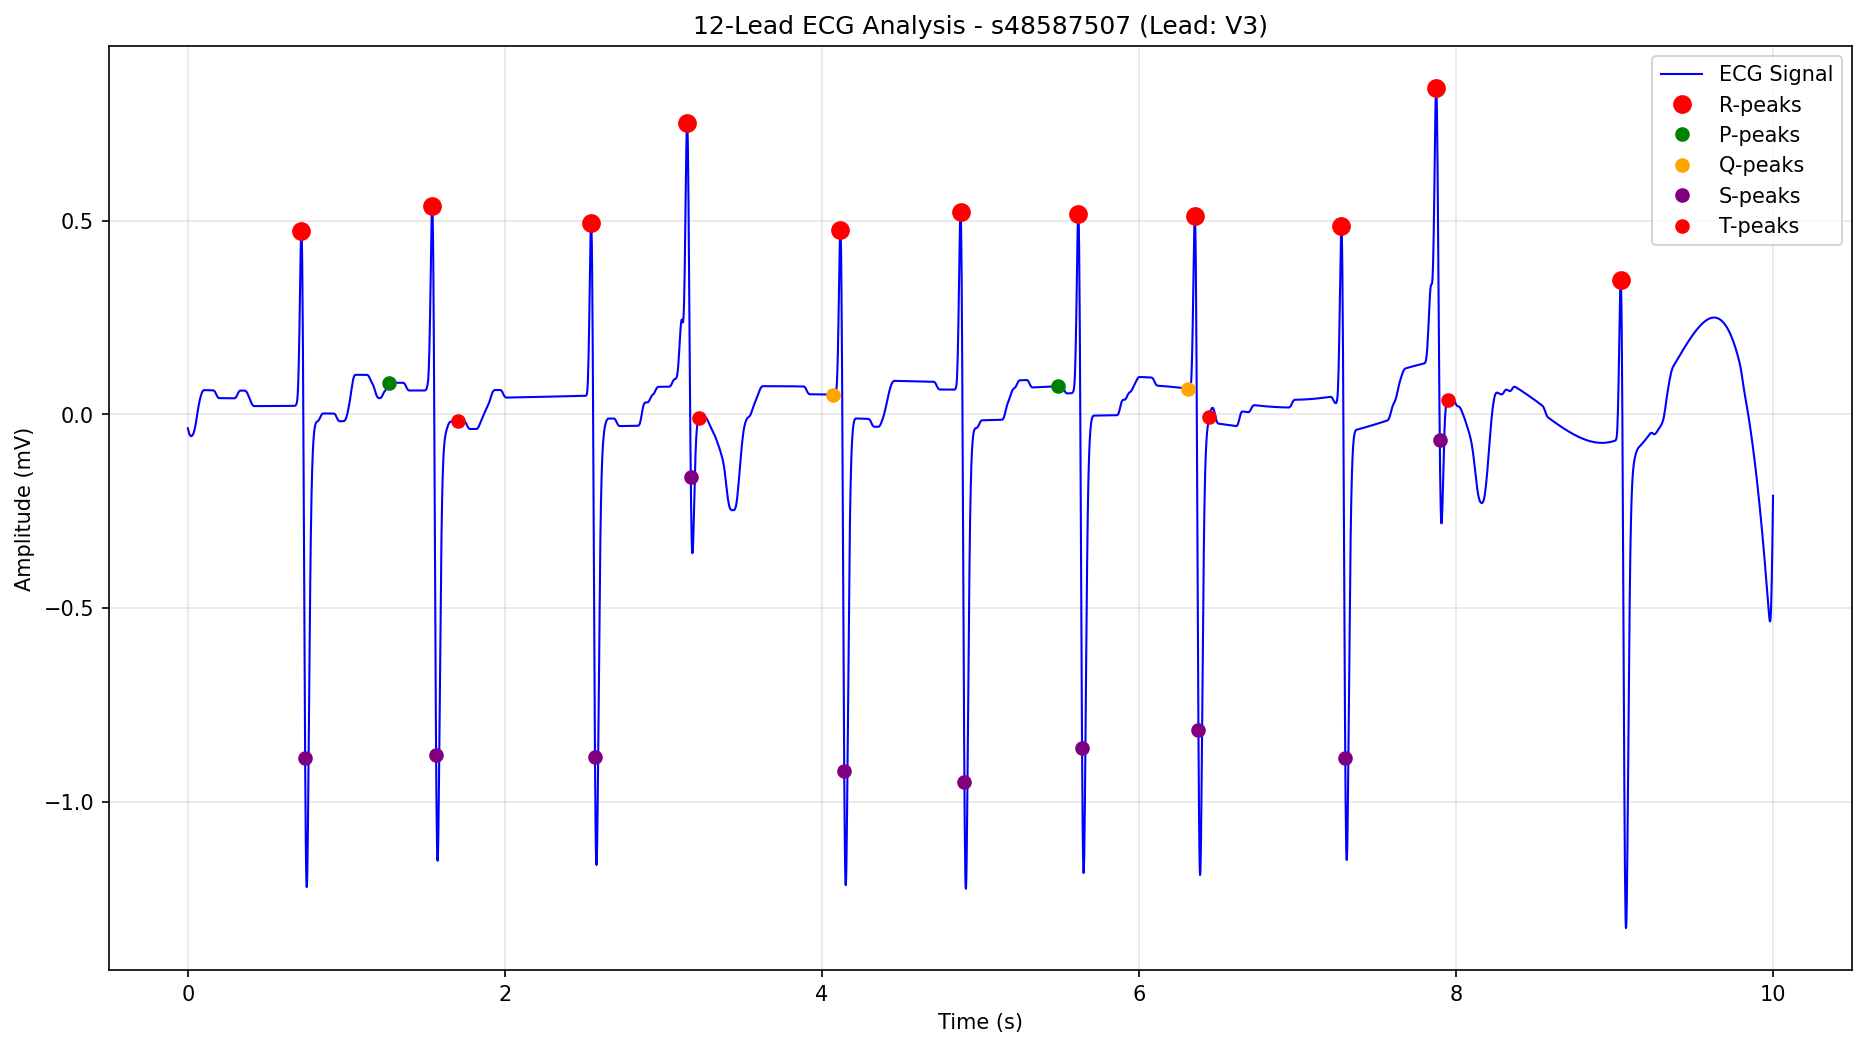 12-Lead ECG Analysis - s48587507 (Lead: V3)
ECG Signal
R-peaks
P-peaks
Q-peaks
S-peaks
T-peaks
Amplitude (mV)
0.5
0.0
−0.5
−1.0
0 2 4 6 8 10
Time (s)